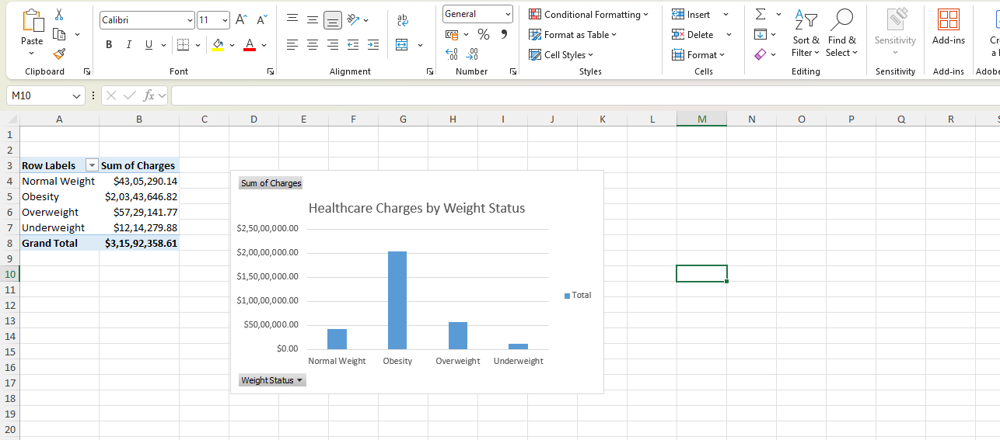 Paste
Clipboard
Calibri 11 A A
B I U A
Font
ab
Alignment
General
% 9
.00 .00
Number
Conditional Formatting
Format as Table
Cell Styles
Styles
Insert
Delete
Format
Cells
Σ
Sort & Filter
Find & Select
Editing
Sensitivity
Sensitivity
Add-ins
Add-ins
Cr
a
Adobe
M10 fx
A B C D E F G H I J K L M N O P Q R S
1
2
3 Row Labels Sum of Charges
4 Normal Weight $43,05,290.14
5 Obesity $2,03,43,646.82
6 Overweight $57,29,141.77
7 Underweight $12,14,279.88
8 Grand Total $3,15,92,358.61
9
10
11
12
13
14
15
16
17
18
19
20
Sum of Charges
Healthcare Charges by Weight Status
$2,50,00,000.00
$2,00,00,000.00
$1,50,00,000.00
$1,00,00,000.00
$50,00,000.00
$0.00
Normal Weight Obesity Overweight Underweight
Total
Weight Status